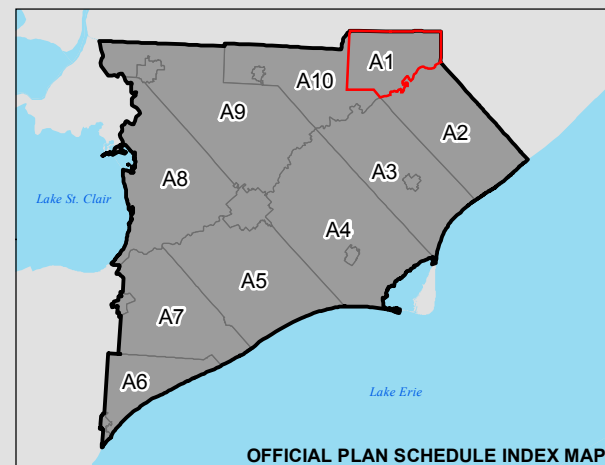 A1
A10
A9
A2
A3
A8
Lake St. Clair
A4
A5
A7
A6
Lake Erie
OFFICIAL PLAN SCHEDULE INDEX MAP